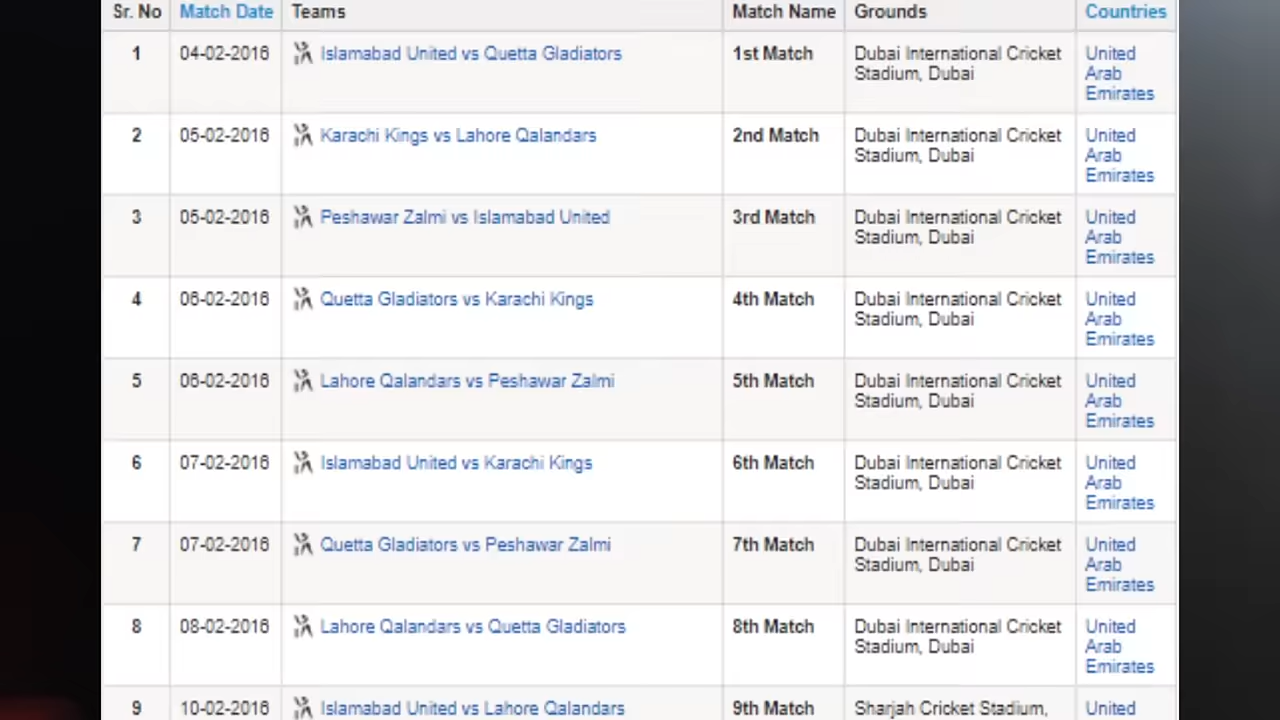 Sr. No Match Date Teams Match Name Grounds Countries
1 04-02-2016 Islamabad United vs Quetta Gladiators 1st Match Dubai International Cricket United
Stadium, Dubai Arab
Emirates
2 05-02-2016 Karachi Kings vs Lahore Qalandars 2nd Match Dubai International Cricket United
Stadium, Dubai Arab
Emirates
3 05-02-2016 Peshawar Zalmi vs Islamabad United 3rd Match Dubai International Cricket United
Stadium, Dubai Arab
Emirates
4 06-02-2016 Quetta Gladiators vs Karachi Kings 4th Match Dubai International Cricket United
Stadium, Dubai Arab
Emirates
5 06-02-2016 Lahore Qalandars vs Peshawar Zalmi 5th Match Dubai International Cricket United
Stadium, Dubai Arab
Emirates
6 07-02-2016 Islamabad United vs Karachi Kings 6th Match Dubai International Cricket United
Stadium, Dubai Arab
Emirates
7 07-02-2016 Quetta Gladiators vs Peshawar Zalmi 7th Match Dubai International Cricket United
Stadium, Dubai Arab
Emirates
8 08-02-2016 Lahore Qalandars vs Quetta Gladiators 8th Match Dubai International Cricket United
Stadium, Dubai Arab
Emirates
9 10-02-2016 Islamabad United vs Lahore Qalandars 9th Match Sharjah Cricket Stadium, United